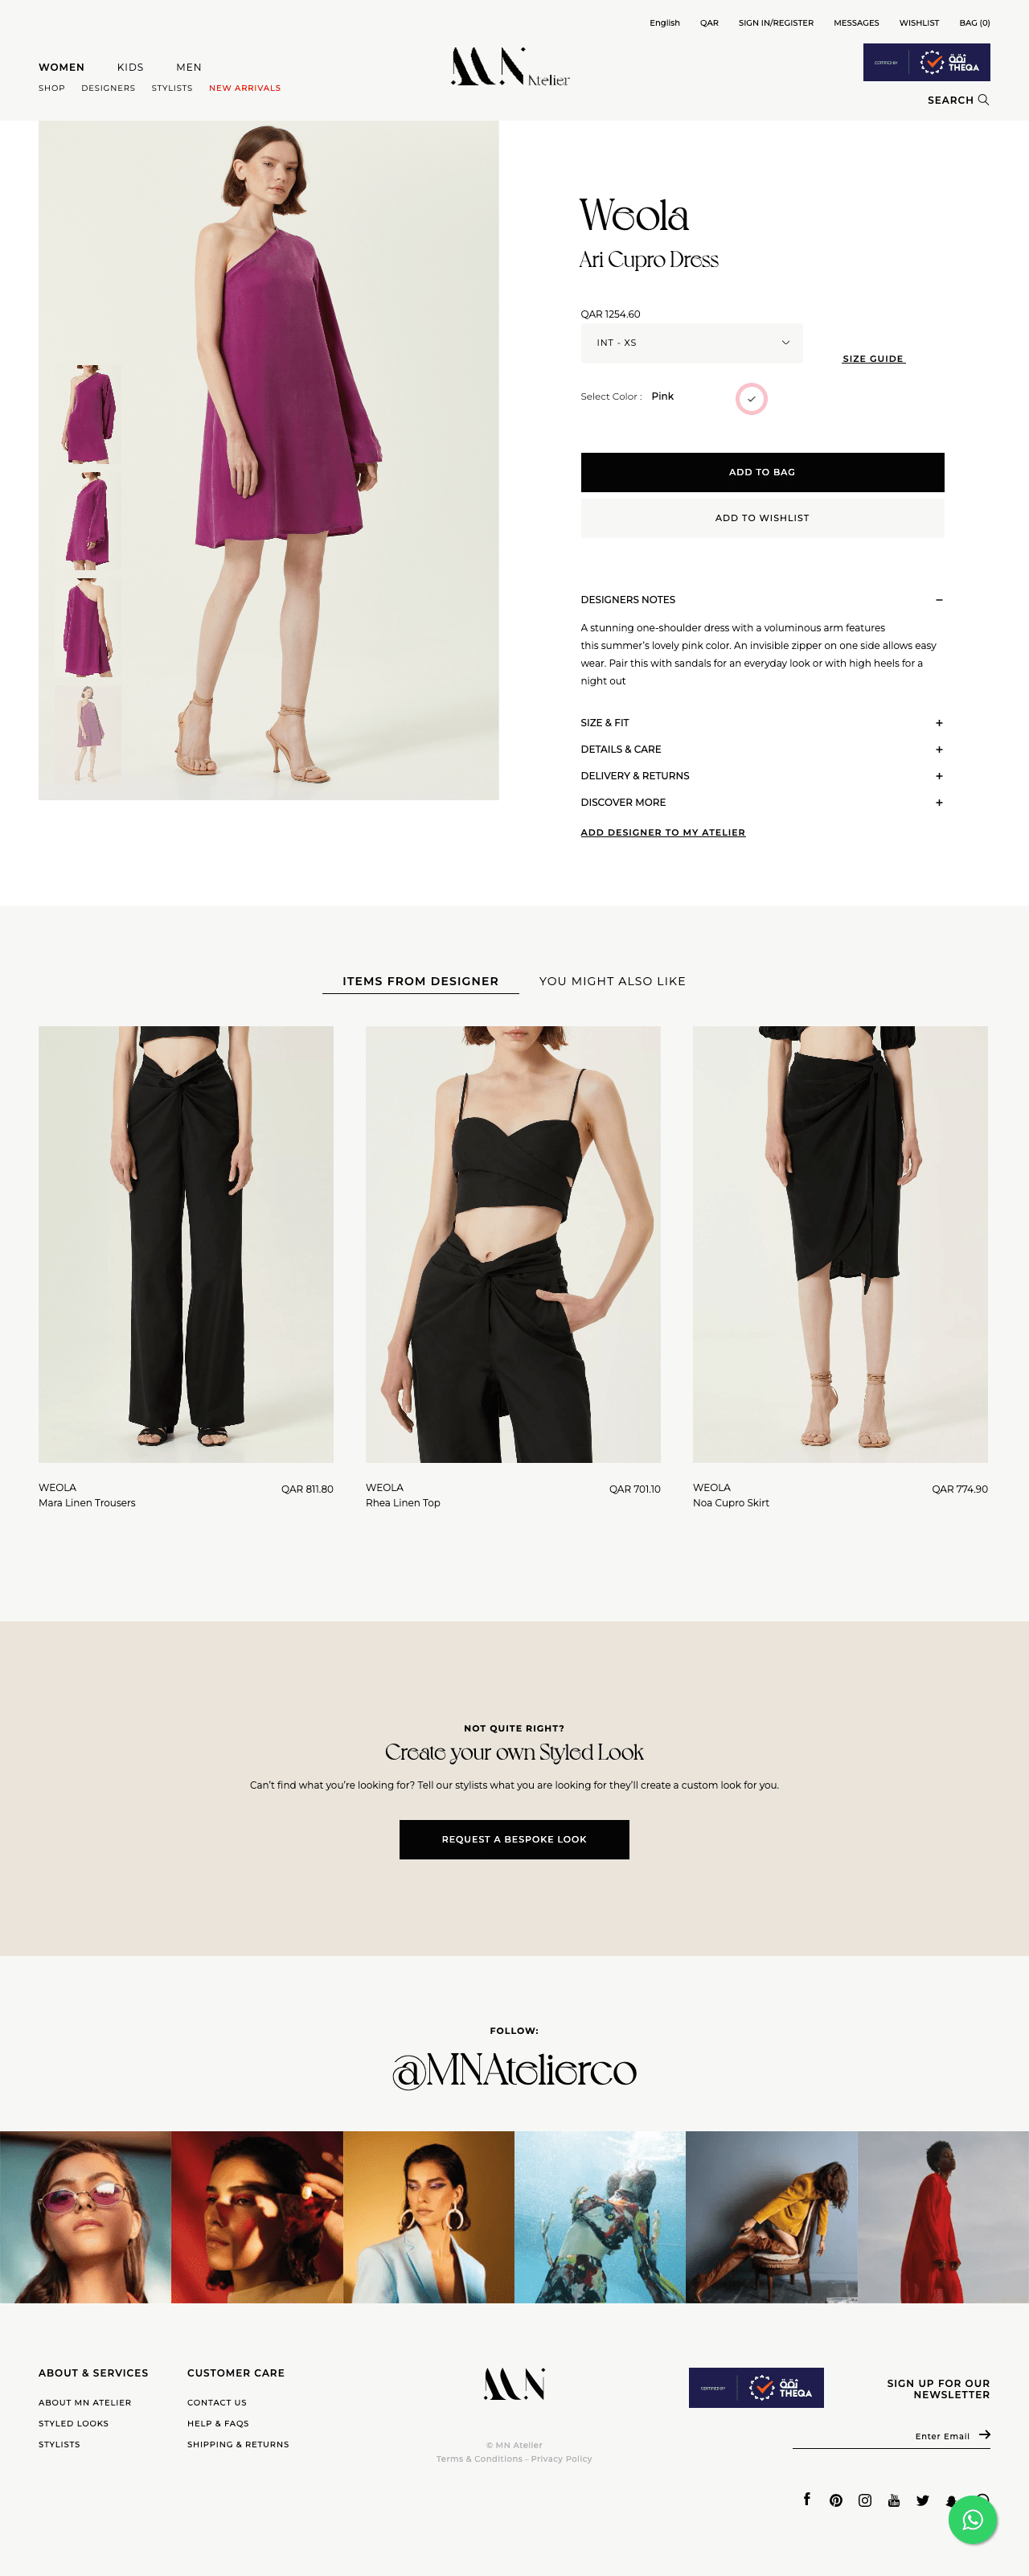 English QAR SIGN IN/REGISTER MESSAGES WISHLIST BAG (0)
WOMEN KIDS MEN
SHOP DESIGNERS STYLISTS NEW ARRIVALS
MN Atelier
CERTIFIED BY ثقة THEQA
SEARCH
Weola
Ari Cupro Dress
QAR 1254.60
INT - XS
SIZE GUIDE
Select Color : Pink
ADD TO BAG
ADD TO WISHLIST
DESIGNERS NOTES
A stunning one-shoulder dress with a voluminous arm features
this summer’s lovely pink color. An invisible zipper on one side allows easy
wear. Pair this with sandals for an everyday look or with high heels for a
night out
SIZE & FIT
DETAILS & CARE
DELIVERY & RETURNS
DISCOVER MORE
ADD DESIGNER TO MY ATELIER
ITEMS FROM DESIGNER YOU MIGHT ALSO LIKE
WEOLA
Mara Linen Trousers
QAR 811.80
WEOLA
Rhea Linen Top
QAR 701.10
WEOLA
Noa Cupro Skirt
QAR 774.90
NOT QUITE RIGHT?
Create your own Styled Look
Can’t find what you’re looking for? Tell our stylists what you are looking for they’ll create a custom look for you.
REQUEST A BESPOKE LOOK
FOLLOW:
@MNAtelierco
ABOUT & SERVICES
ABOUT MN ATELIER
STYLED LOOKS
STYLISTS
CUSTOMER CARE
CONTACT US
HELP & FAQS
SHIPPING & RETURNS
MN
© MN Atelier
Terms & Conditions - Privacy Policy
CERTIFIED BY ثقة THEQA
SIGN UP FOR OUR
NEWSLETTER
Enter Email